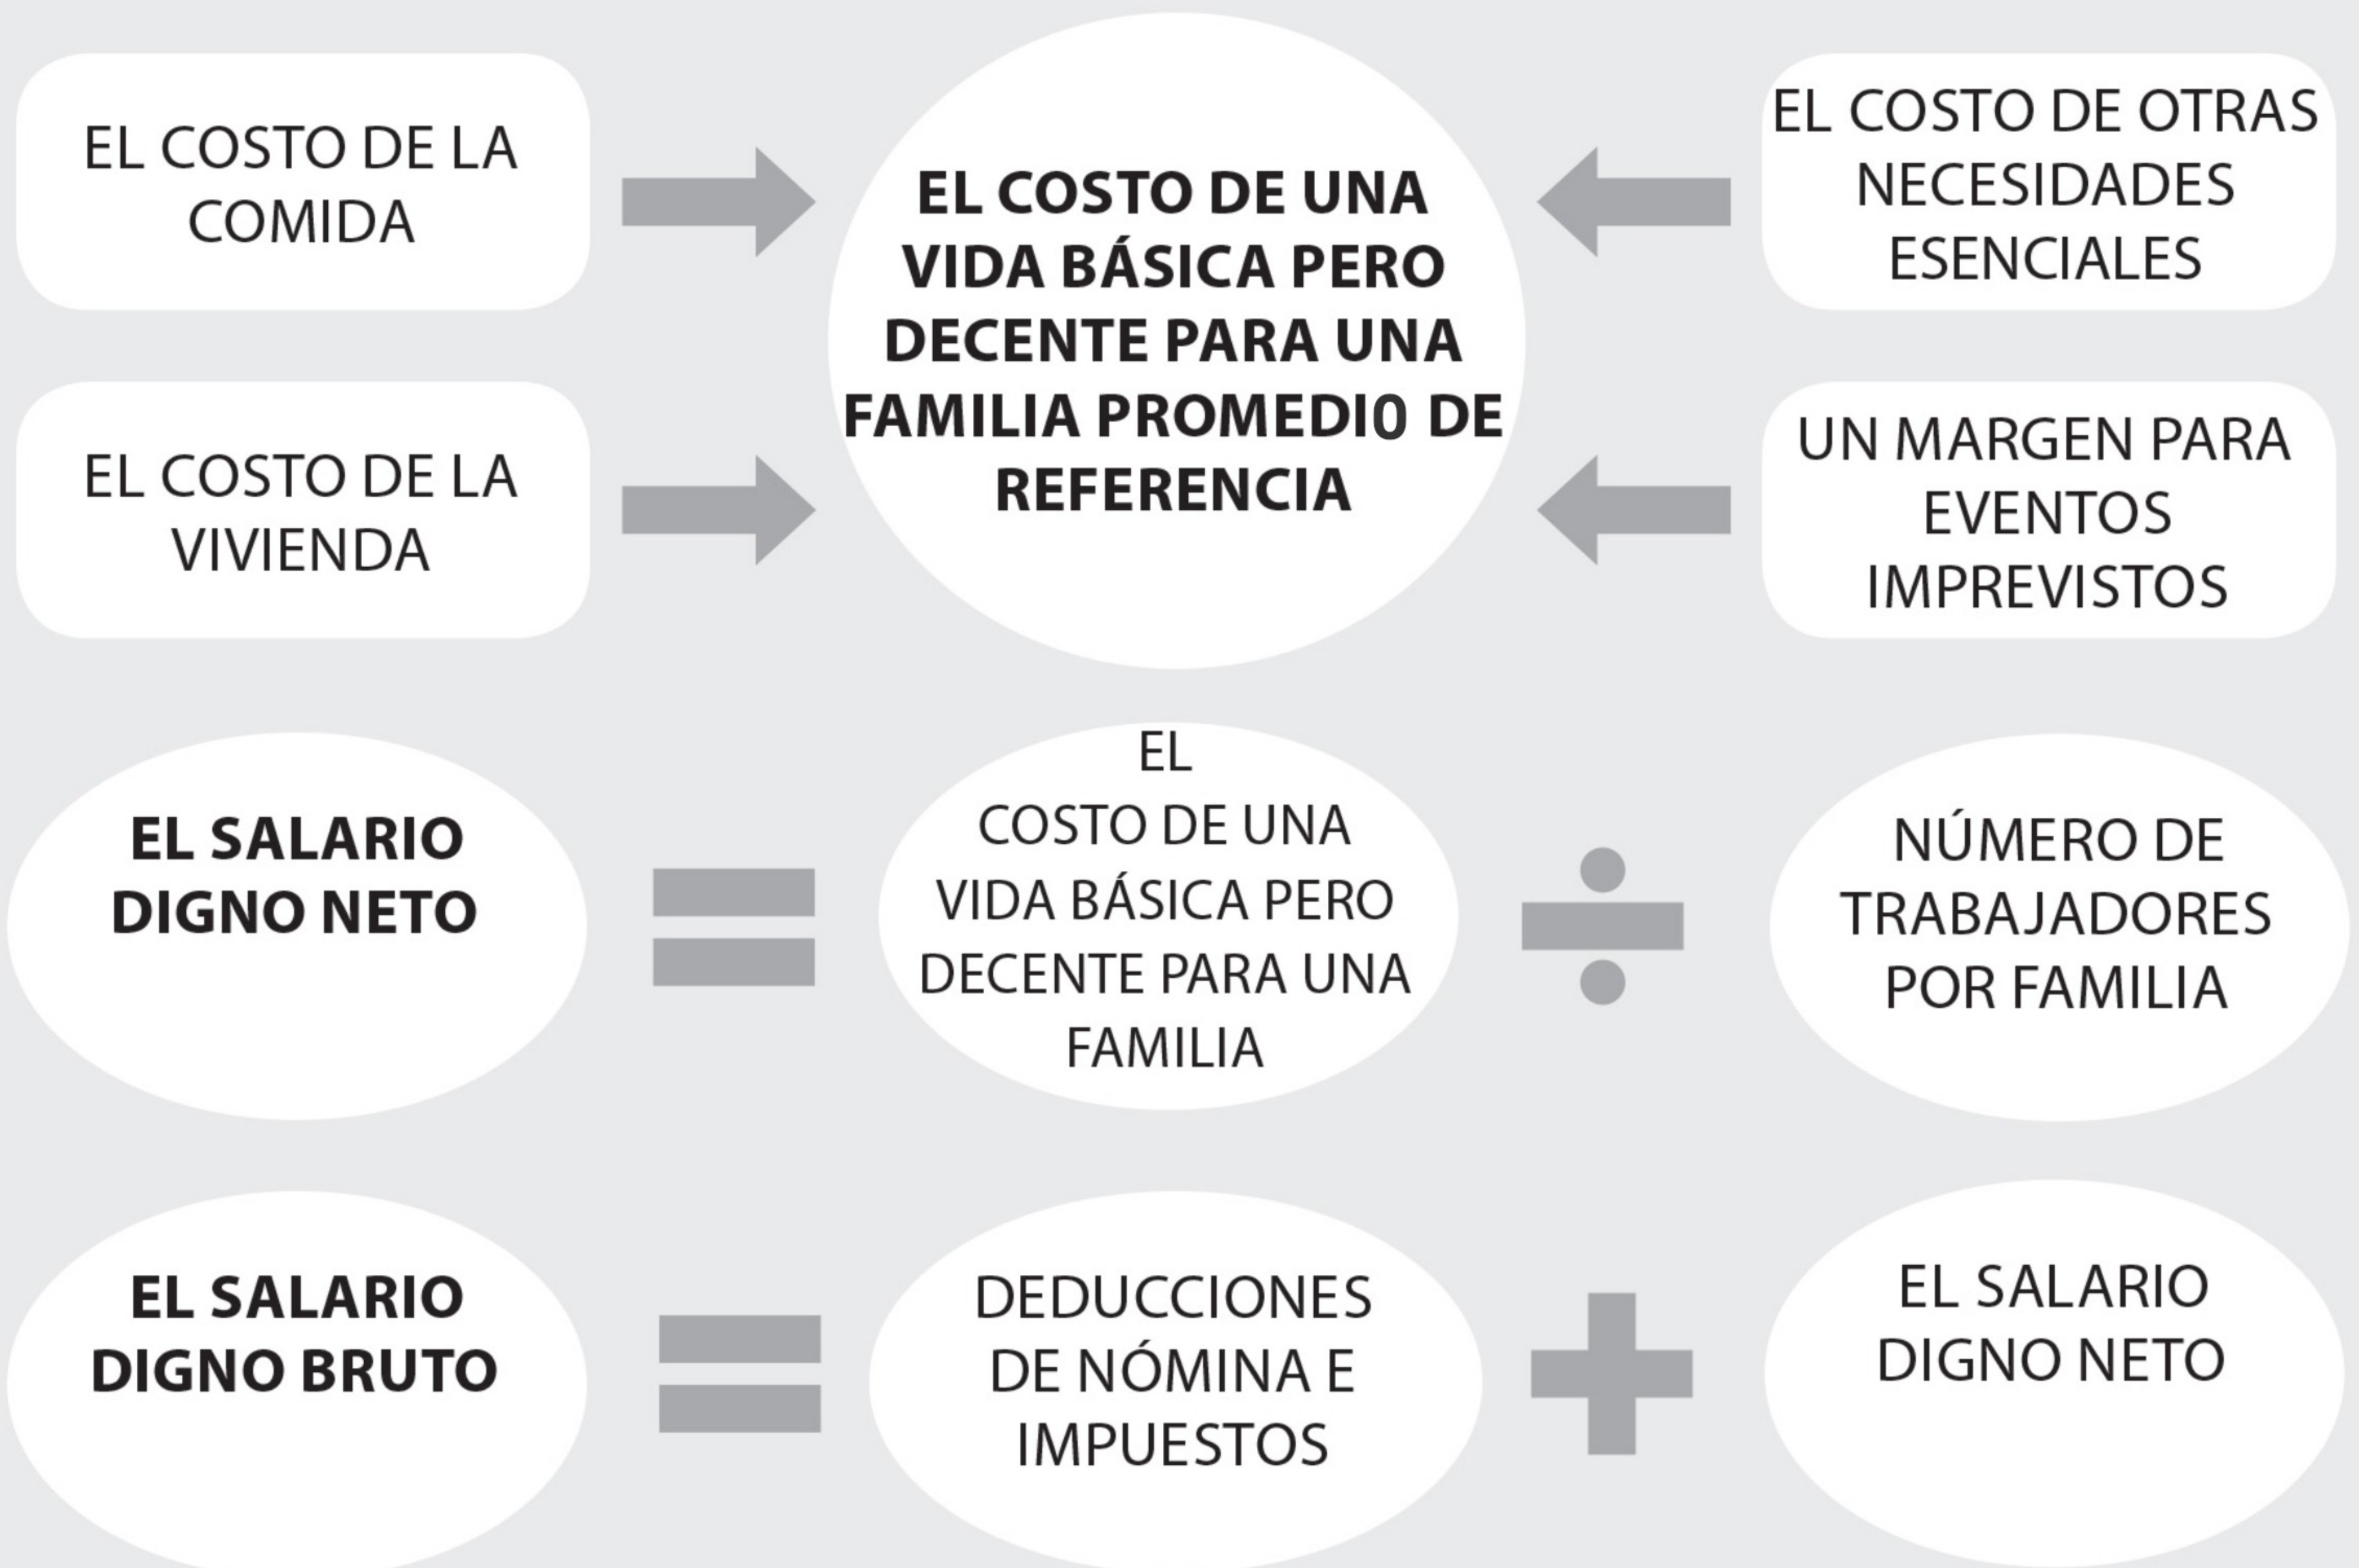 EL COSTO DE LA
COMIDA
EL COSTO DE LA
VIVIENDA
EL COSTO DE UNA
VIDA BÁSICA PERO
DECENTE PARA UNA
FAMILIA PROMEDI0 DE
REFERENCIA
EL COSTO DE OTRAS
NECESIDADES
ESENCIALES
UN MARGEN PARA
EVENTOS
IMPREVISTOS
EL SALARIO
DIGNO NETO
EL
COSTO DE UNA
VIDA BÁSICA PERO
DECENTE PARA UNA
FAMILIA
NÚMERO DE
TRABAJADORES
POR FAMILIA
EL SALARIO
DIGNO BRUTO
DEDUCCIONES
DE NÓMINA E
IMPUESTOS
EL SALARIO
DIGNO NETO